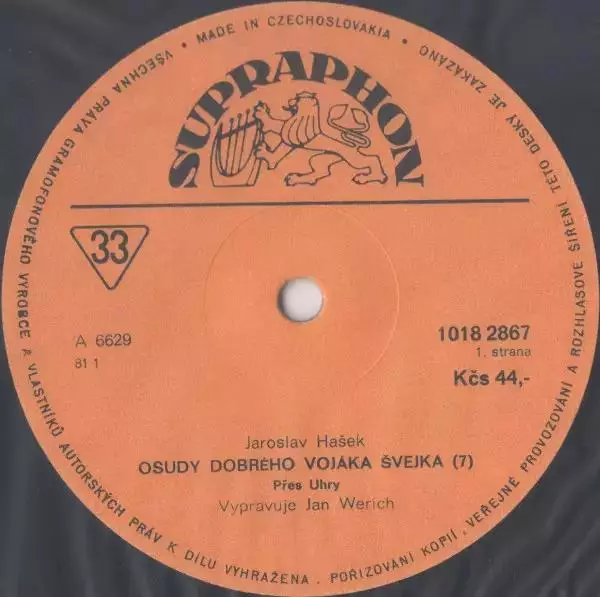 VŠECHNA PRÁVA GRAMOFONOVÉHO VÝROBCE A VLASTNÍKŮ AUTORSKÝCH PRÁV K DÍLU VYHRAŽENA . POŘIZOVÁNÍ KOPIÍ , VEŘEJNÉ PROVOZOVÁNÍ A ROZHLASOVÉ ŠÍŘENÍ TÉTO DESKY JE ZAKÁZÁNO
• MADE IN CZECHOSLOVAKIA •
SUPRAPHON
33
A 6629
81 1
1018 2867
1. strana
Kčs 44,-
Jaroslav Hašek
OSUDY DOBRÉHO VOJÁKA ŠVEJKA (7)
Přes Uhry
Vypravuje Jan Werich